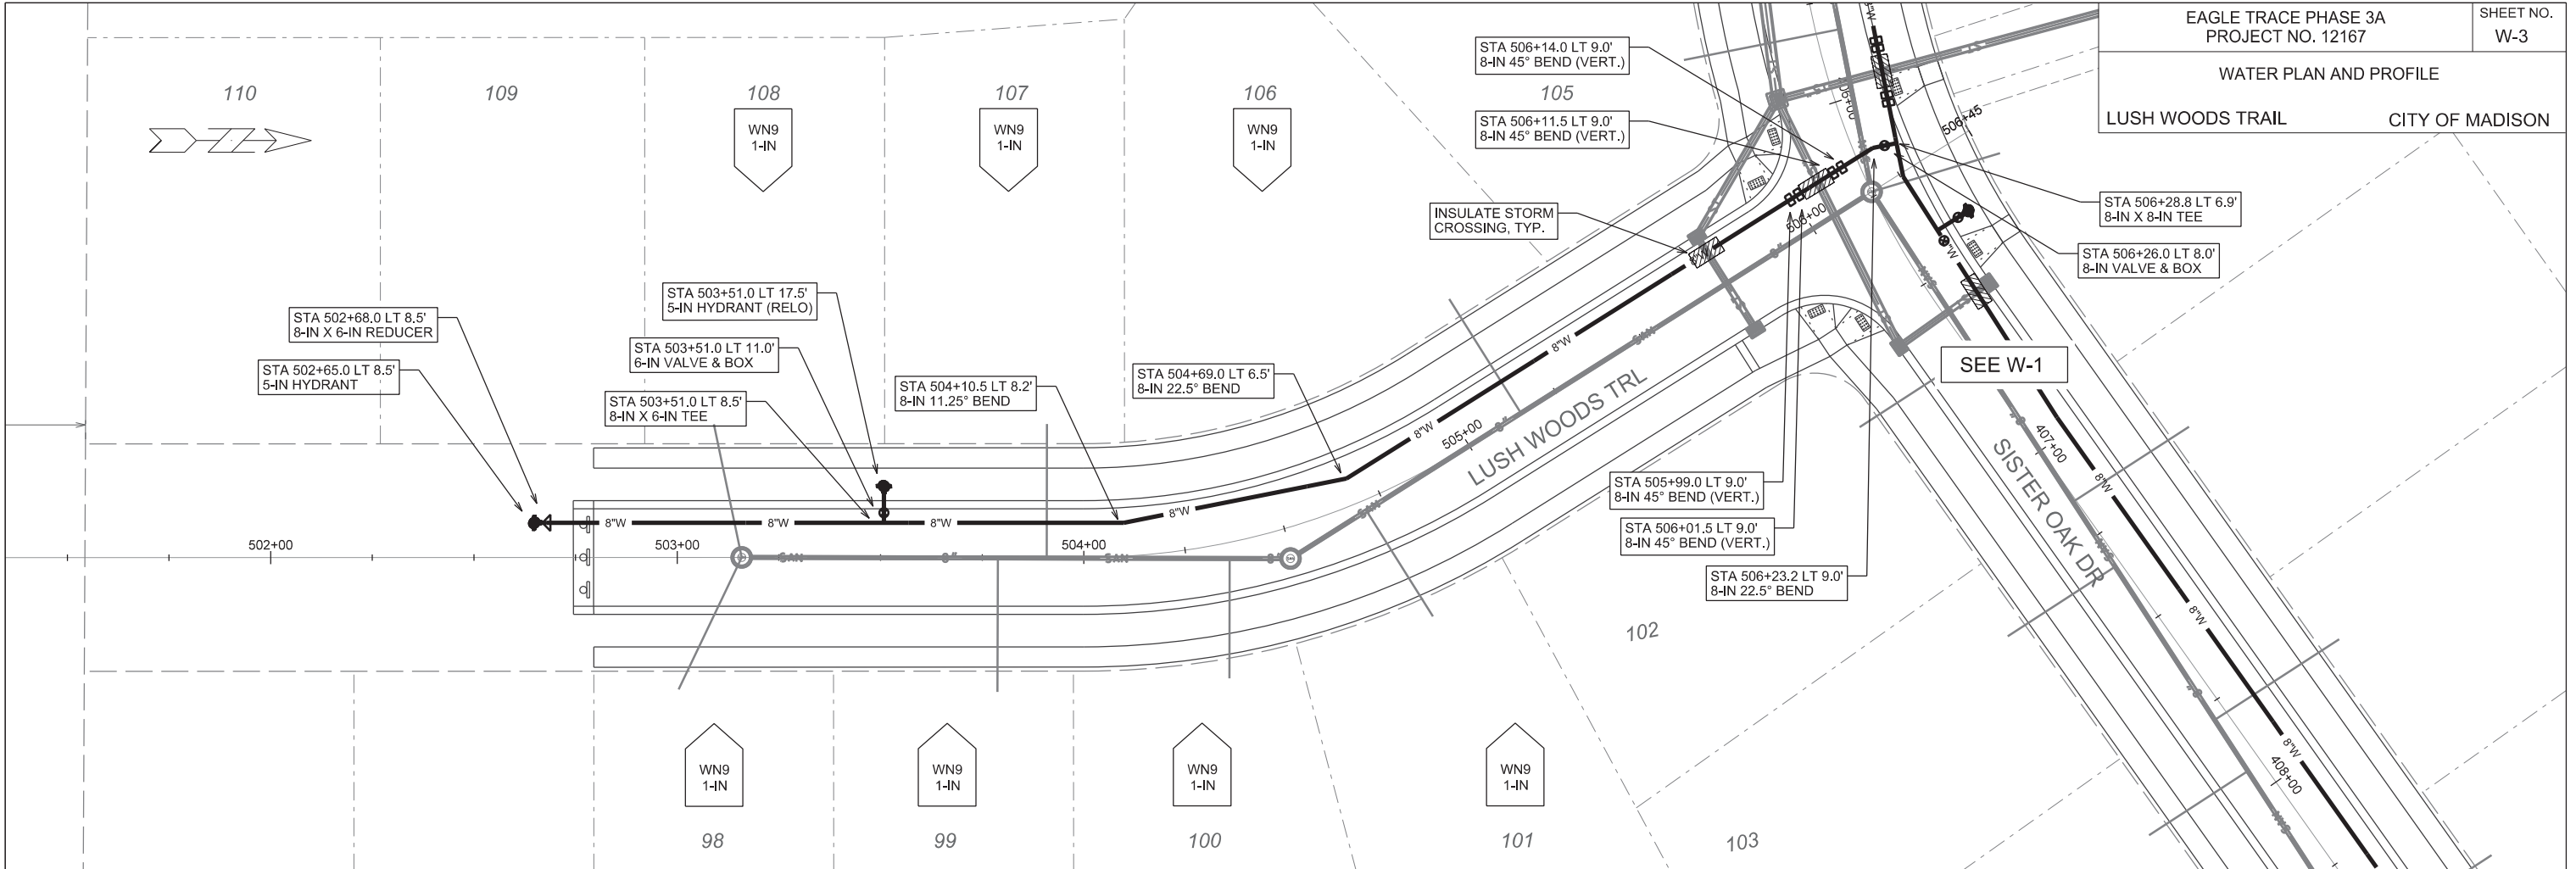 EAGLE TRACE PHASE 3A
PROJECT NO. 12167
SHEET NO.
W-3
WATER PLAN AND PROFILE
LUSH WOODS TRAIL
CITY OF MADISON
110
109
108
107
106
105
WN9
1-IN
WN9
1-IN
WN9
1-IN
STA 506+14.0 LT 9.0'
8-IN 45° BEND (VERT.)
STA 506+11.5 LT 9.0'
8-IN 45° BEND (VERT.)
INSULATE STORM
CROSSING, TYP.
506+45
STA 506+28.8 LT 6.9'
8-IN X 8-IN TEE
STA 506+26.0 LT 8.0'
8-IN VALVE & BOX
506+00
SEE W-1
STA 502+68.0 LT 8.5'
8-IN X 6-IN REDUCER
STA 502+65.0 LT 8.5'
5-IN HYDRANT
STA 503+51.0 LT 17.5'
5-IN HYDRANT (RELO)
STA 503+51.0 LT 11.0'
6-IN VALVE & BOX
STA 503+51.0 LT 8.5'
8-IN X 6-IN TEE
STA 504+10.5 LT 8.2'
8-IN 11.25° BEND
STA 504+69.0 LT 6.5'
8-IN 22.5° BEND
8"W
8"W
8"W
8"W
8"W
8"W
502+00
503+00
504+00
505+00
SAN
8"
SAN
8"
SAN
8"
SAN
8"
LUSH WOODS TRL
STA 505+99.0 LT 9.0'
8-IN 45° BEND (VERT.)
STA 506+01.5 LT 9.0'
8-IN 45° BEND (VERT.)
STA 506+23.2 LT 9.0'
8-IN 22.5° BEND
SISTER OAK DR
407+00
408+00
8"W
8"W
8"W
102
WN9
1-IN
WN9
1-IN
WN9
1-IN
WN9
1-IN
98
99
100
101
103